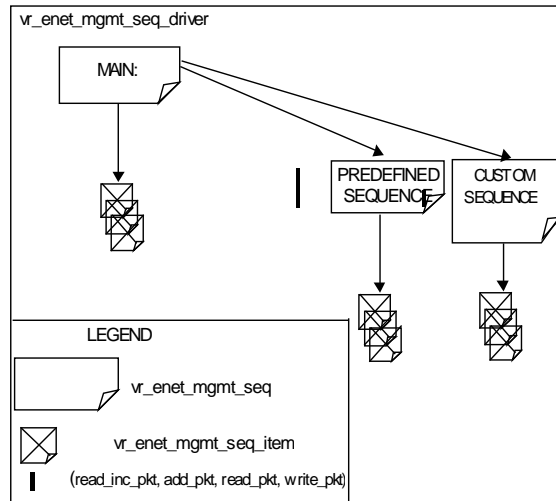 vr_enet_mgmt_seq_driver
MAIN:
PREDEFINED
SEQUENCE
CUSTOM
SEQUENCE
LEGEND
vr_enet_mgmt_seq
vr_enet_mgmt_seq_item
(read_inc_pkt, add_pkt, read_pkt, write_pkt)